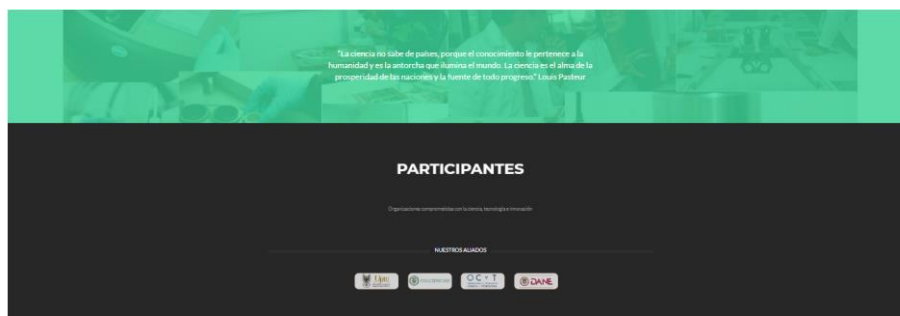 "La ciencia no sabe de países, porque el conocimiento le pertenece a la
humanidad y es la antorcha que ilumina el mundo. La ciencia es el alma de la
prosperidad de las naciones y la fuente de todo progreso." Louis Pasteur
PARTICIPANTES
Organizaciones comprometidas con la ciencia, tecnología e innovación
NUESTROS ALIADOS
Uptc
COLCIENCIAS
OCyT
DANE